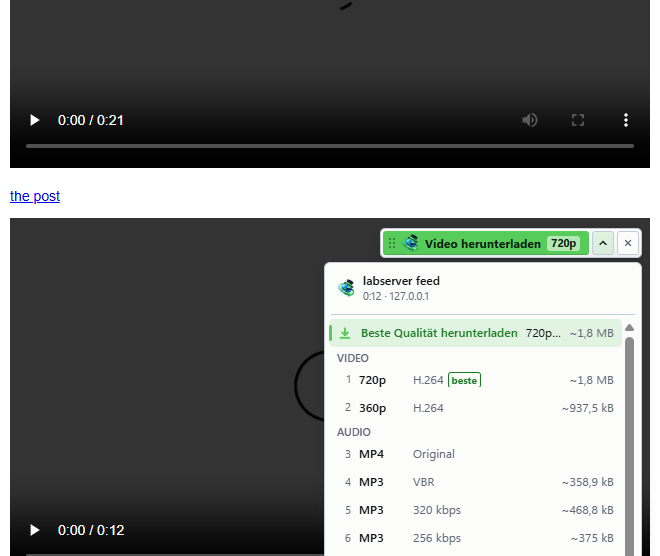 0:00 / 0:21
the post
Video herunterladen 720p
labserver feed
0:12 · 127.0.0.1
Beste Qualität herunterladen 720p... ~1,8 MB
VIDEO
1 720p H.264 beste ~1,8 MB
2 360p H.264 ~937,5 kB
AUDIO
3 MP4 Original
4 MP3 VBR ~358,9 kB
5 MP3 320 kbps ~468,8 kB
6 MP3 256 kbps ~375 kB
0:00 / 0:12